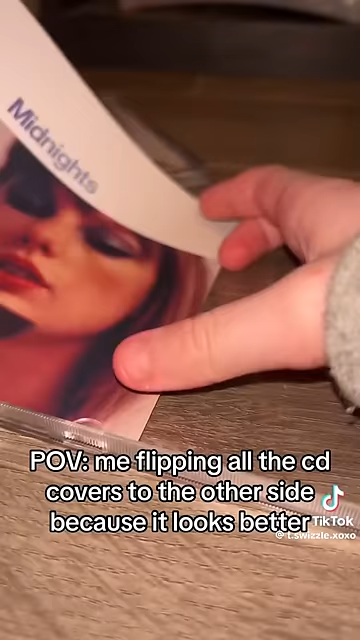 Midnights
POV: me flipping all the cd
covers to the other side
because it looks better
TikTok
@t.swizzle.xoxo